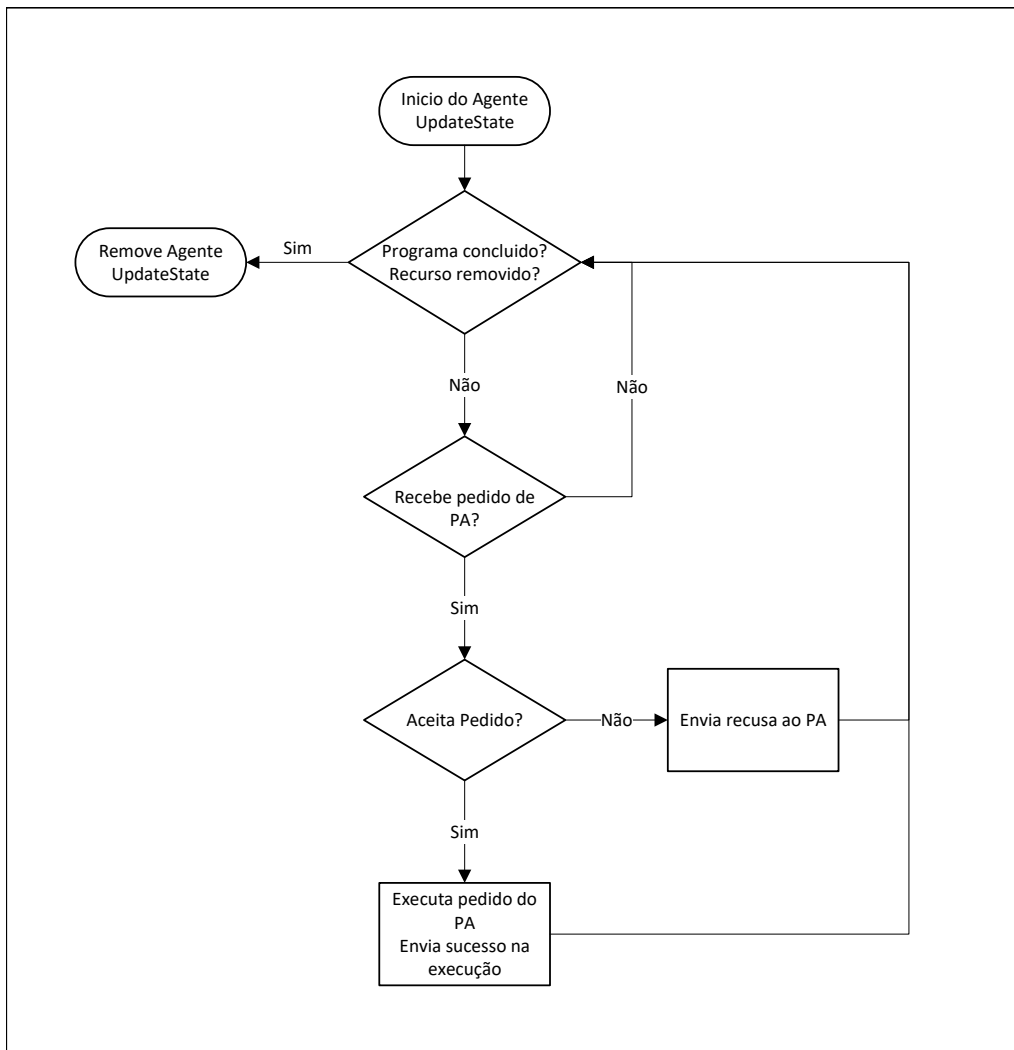 Inicio do Agente
UpdateState
Programa concluido?
Recurso removido?
Sim
Remove Agente
UpdateState
Não
Não
Recebe pedido de
PA?
Sim
Aceita Pedido?
Não
Envia recusa ao PA
Sim
Executa pedido do
PA
Envia sucesso na
execução